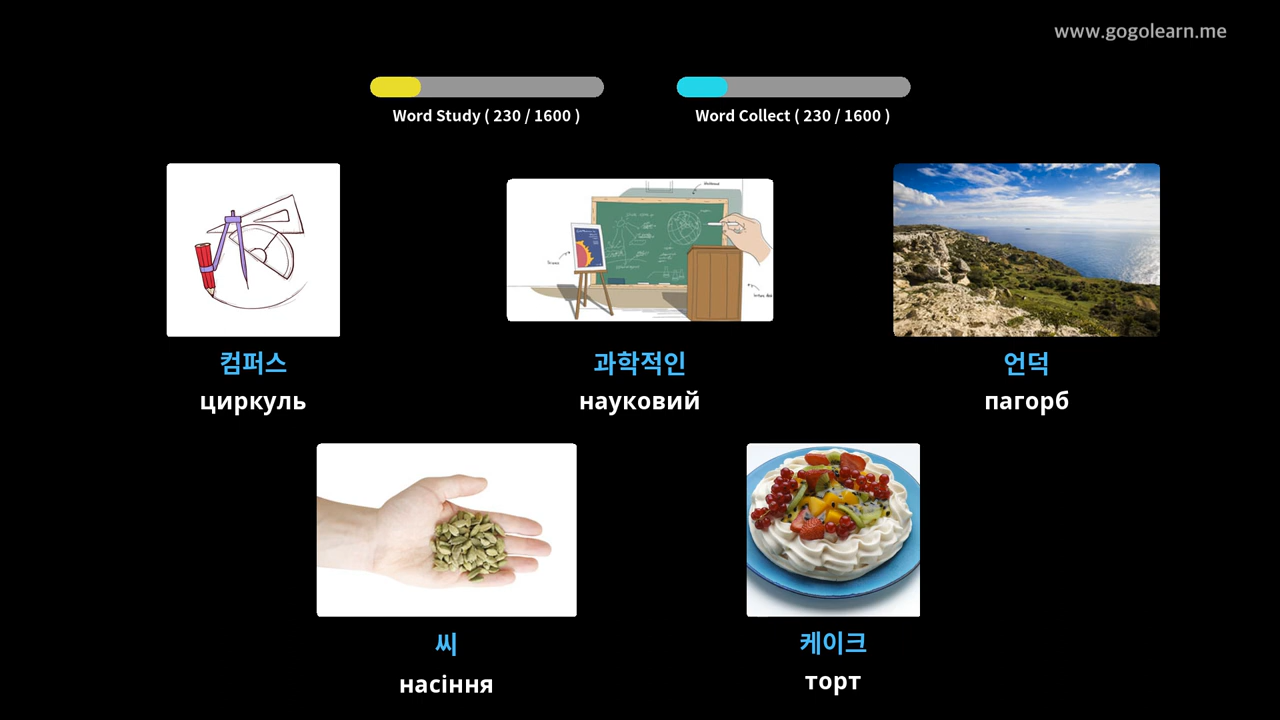 www.gogolearn.me
Word Study ( 230 / 1600 )
Word Collect ( 230 / 1600 )
컴퍼스
циркуль
과학적인
науковий
언덕
пагорб
씨
насіння
케이크
торт